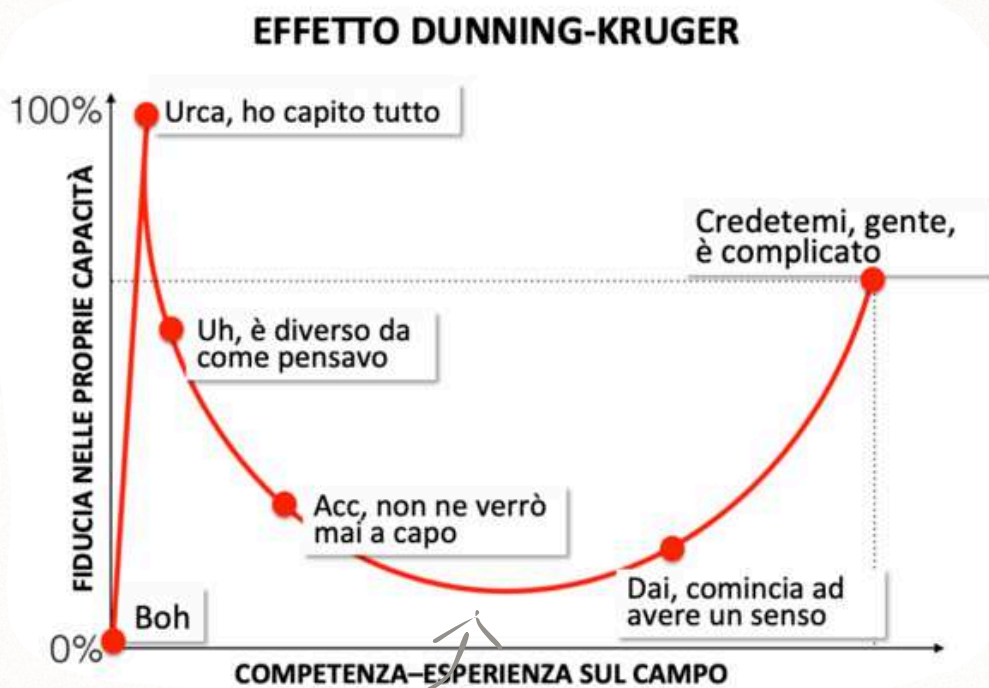 EFFETTO DUNNING-KRUGER
100%
Urca, ho capito tutto
Credetemi, gente,
è complicato
Uh, è diverso da
come pensavo
FIDUCIA NELLE PROPRIE CAPACITÀ
Acc, non ne verrò
mai a capo
Dai, comincia ad
avere un senso
Boh
0%
COMPETENZA–ESPERIENZA SUL CAMPO